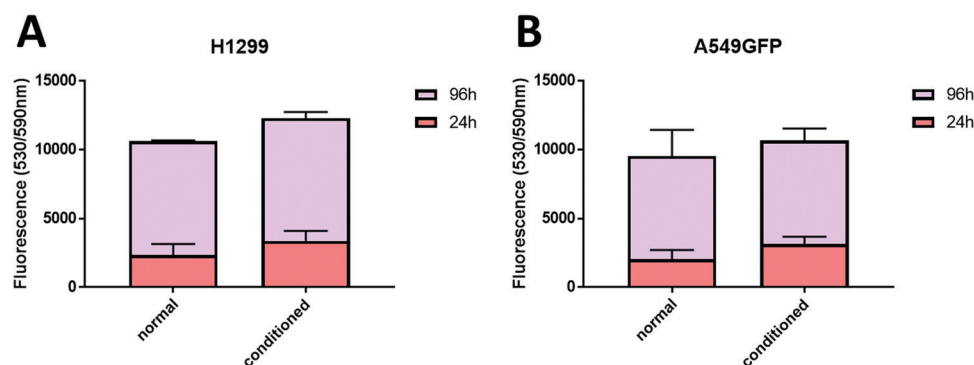 A
H1299
Fluorescence (530/590nm)
15000
10000
5000
0
normal
conditioned
96h
24h
B
A549GFP
Fluorescence (530/590nm)
15000
10000
5000
0
normal
conditioned
96h
24h